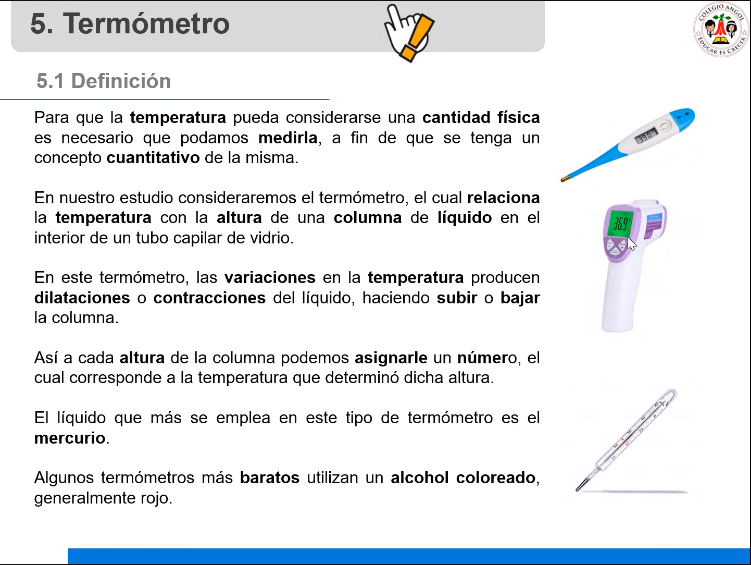 5. Termómetro
COLEGIO ANGOL
EDUCAR ES CRECER
5.1 Definición
Para que la temperatura pueda considerarse una cantidad física
es necesario que podamos medirla, a fin de que se tenga un
concepto cuantitativo de la misma.
En nuestro estudio consideraremos el termómetro, el cual relaciona
la temperatura con la altura de una columna de líquido en el
interior de un tubo capilar de vidrio.
En este termómetro, las variaciones en la temperatura producen
dilataciones o contracciones del líquido, haciendo subir o bajar
la columna.
Así a cada altura de la columna podemos asignarle un número, el
cual corresponde a la temperatura que determinó dicha altura.
El líquido que más se emplea en este tipo de termómetro es el
mercurio.
Algunos termómetros más baratos utilizan un alcohol coloreado,
generalmente rojo.
36.9